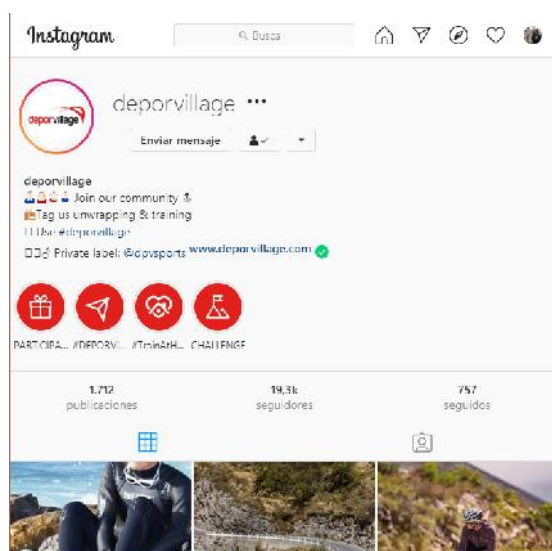 Instagram
Busca
deporvillage
deporvillage •••
Enviar mensaje
deporvillage
Join our community
Tag us unwrapping & training
Use #deporvillage
Private label: @dpvsports www.deporvillage.com
PARTICIPA... #DEPORVI... #TrainAtH... CHALLENGE
1.712 19,3k 757
publicaciones seguidores seguidos